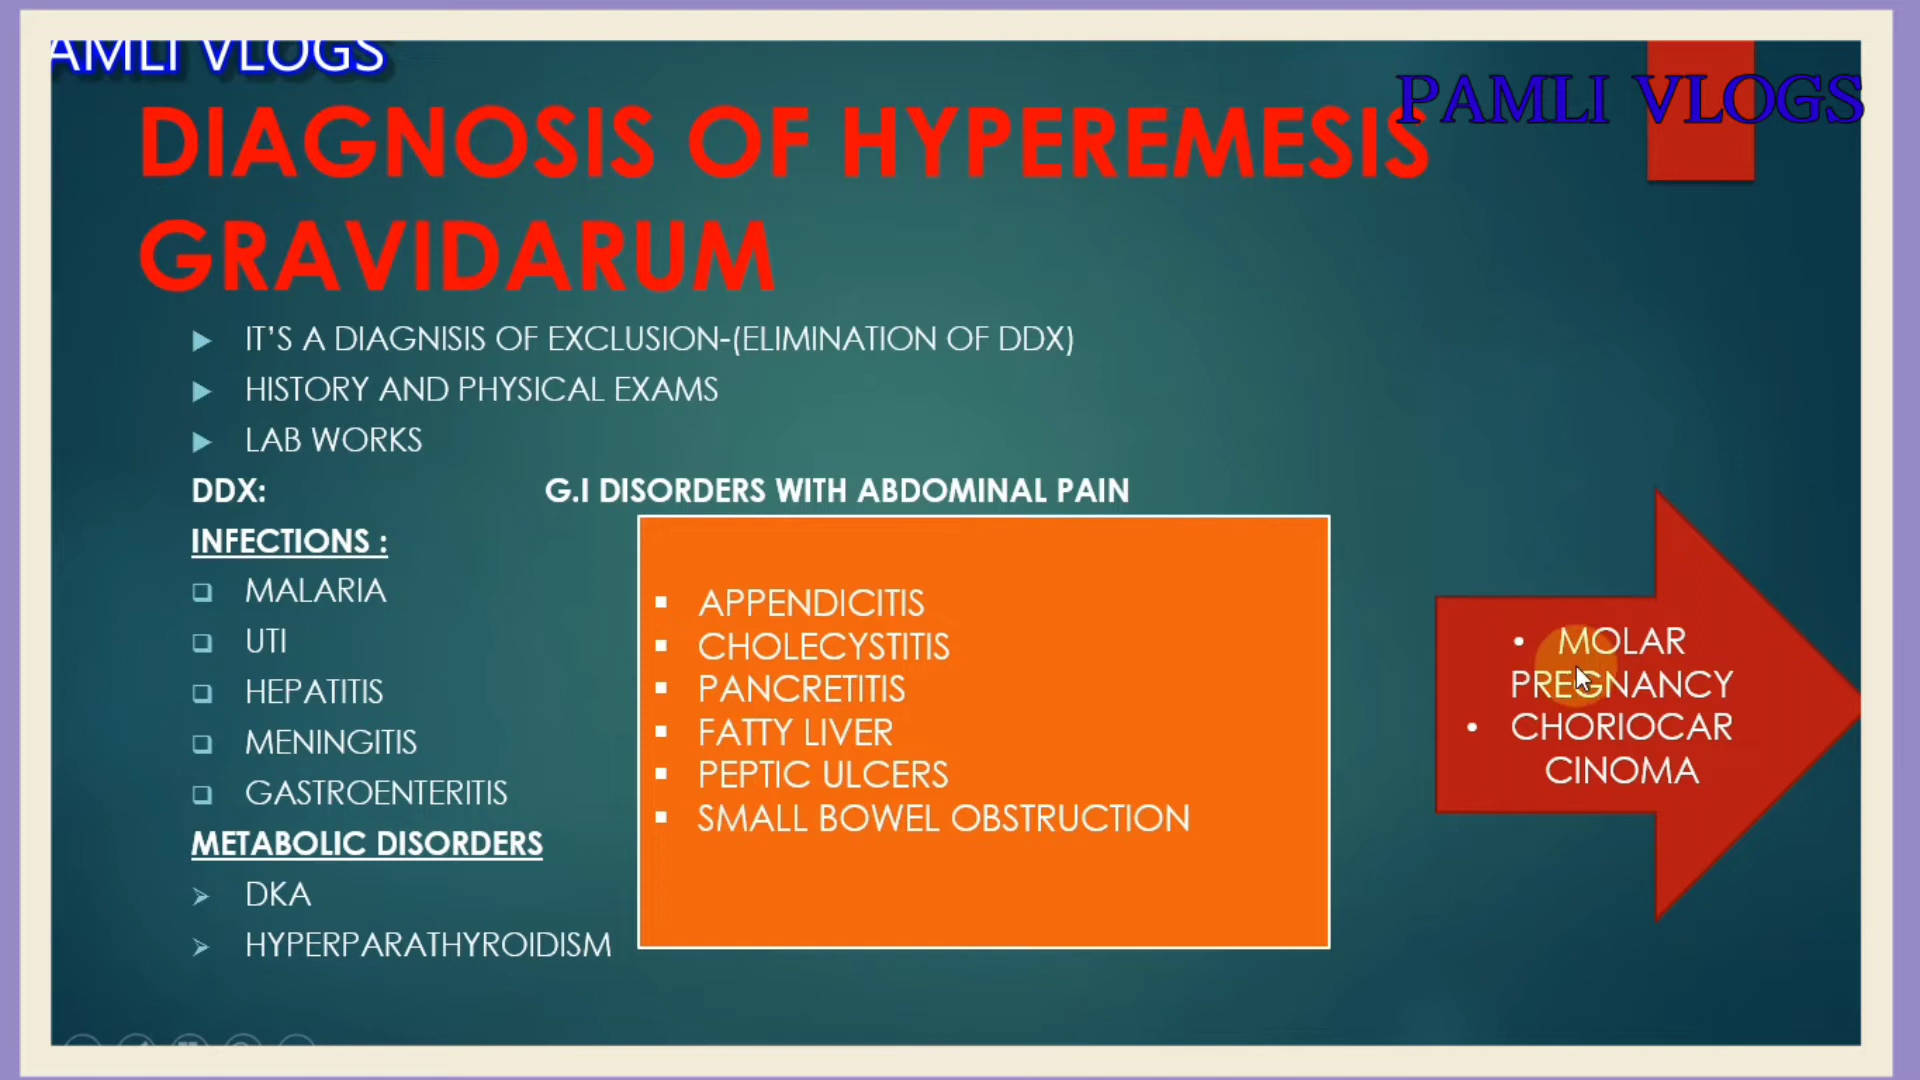 AMLI VLOGS
PAMLI VLOGS
DIAGNOSIS OF HYPEREMESIS
GRAVIDARUM
IT'S A DIAGNISIS OF EXCLUSION-(ELIMINATION OF DDX)
HISTORY AND PHYSICAL EXAMS
LAB WORKS
DDX:
INFECTIONS :
MALARIA
UTI
HEPATITIS
MENINGITIS
GASTROENTERITIS
METABOLIC DISORDERS
DKA
HYPERPARATHYROIDISM
G.I DISORDERS WITH ABDOMINAL PAIN
APPENDICITIS
CHOLECYSTITIS
PANCRETITIS
FATTY LIVER
PEPTIC ULCERS
SMALL BOWEL OBSTRUCTION
MOLAR
PREGNANCY
CHORIOCAR
CINOMA